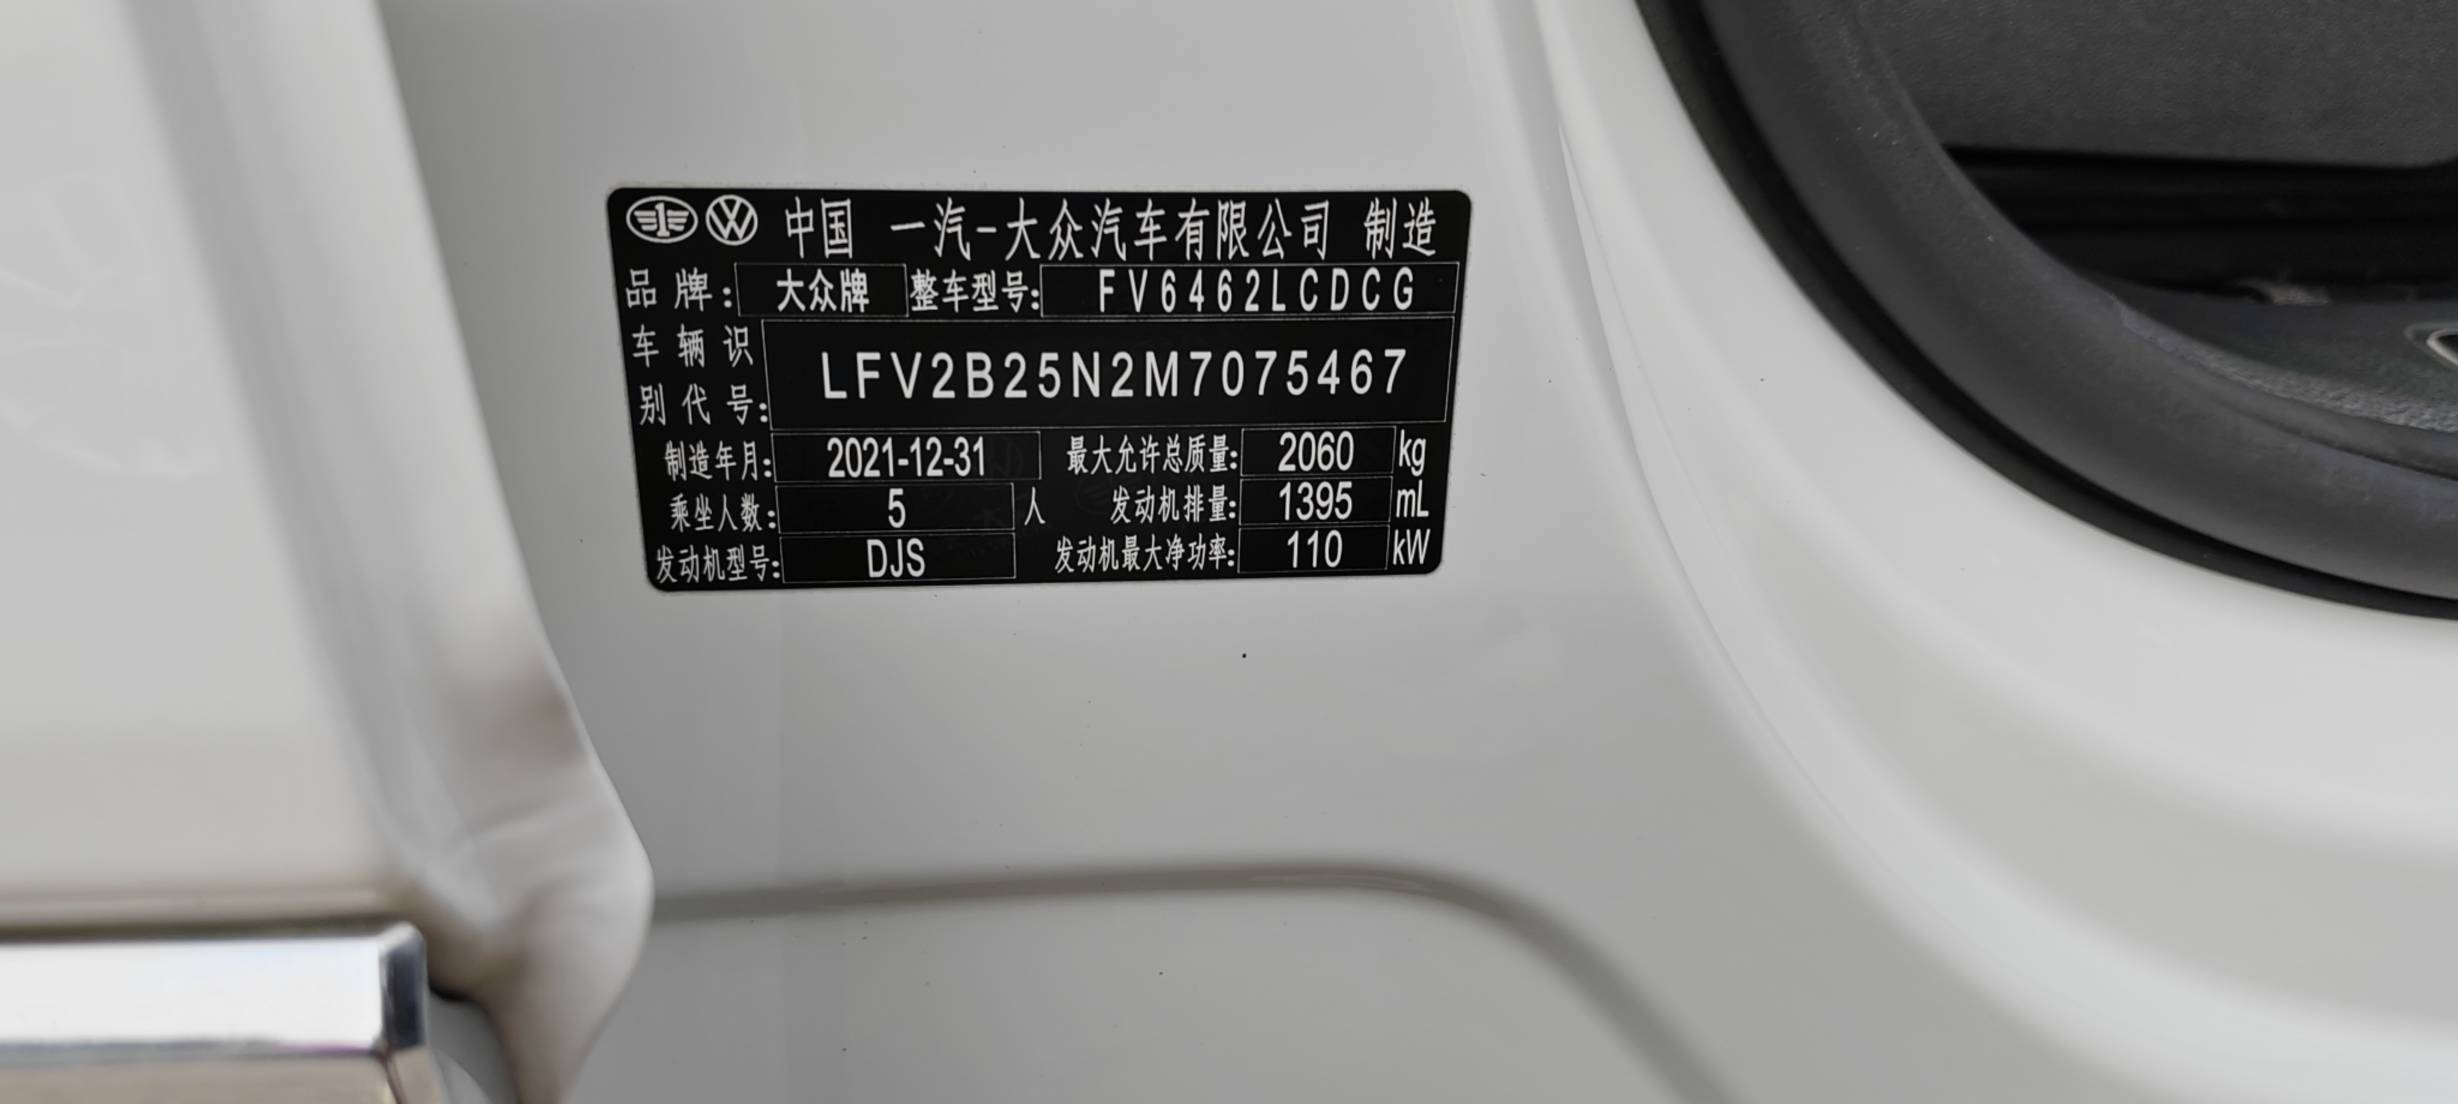 中国 一汽-大众汽车有限公司 制造
品牌: 大众牌 整车型号: FV6462LCDCG
车辆识别代号: LFV2B25N2M7075467
制造年月: 2021-12-31 最大允许总质量: 2060 kg
乘坐人数: 5 人 发动机排量: 1395 mL
发动机型号: DJS 发动机最大净功率: 110 kW